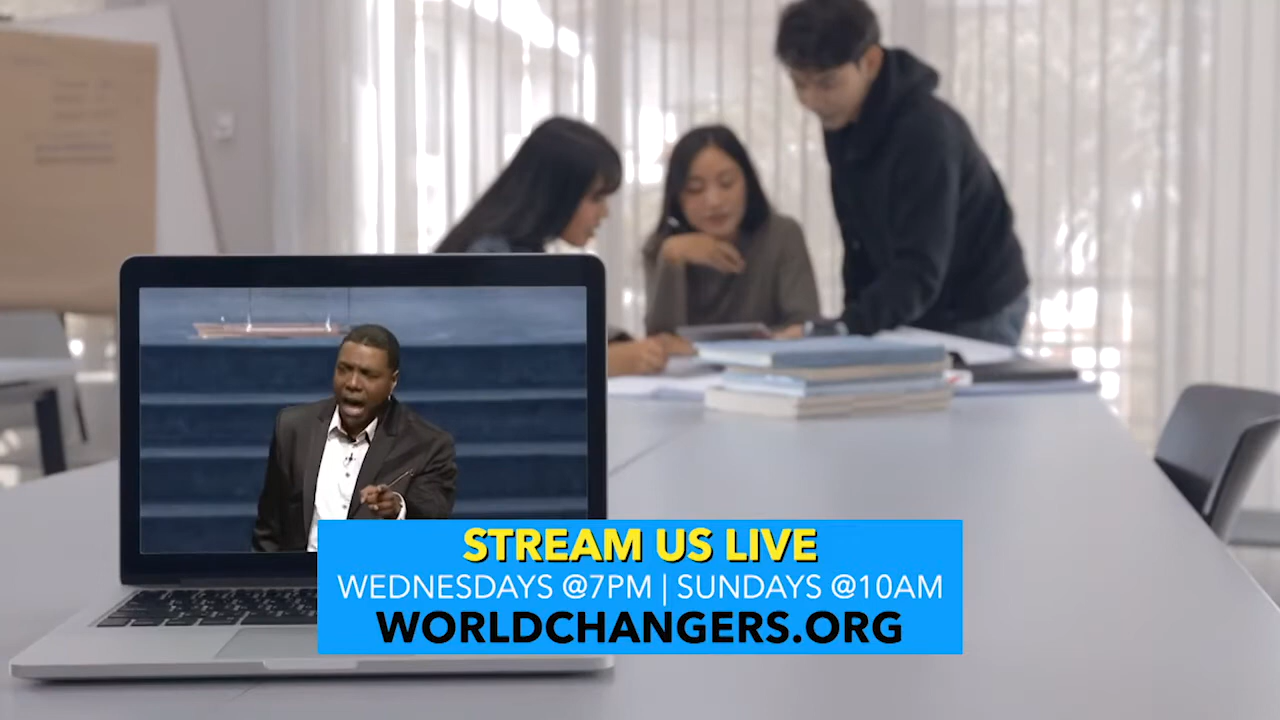 STREAM US LIVE
WEDNESDAYS @7PM | SUNDAYS @10AM
WORLDCHANGERS.ORG